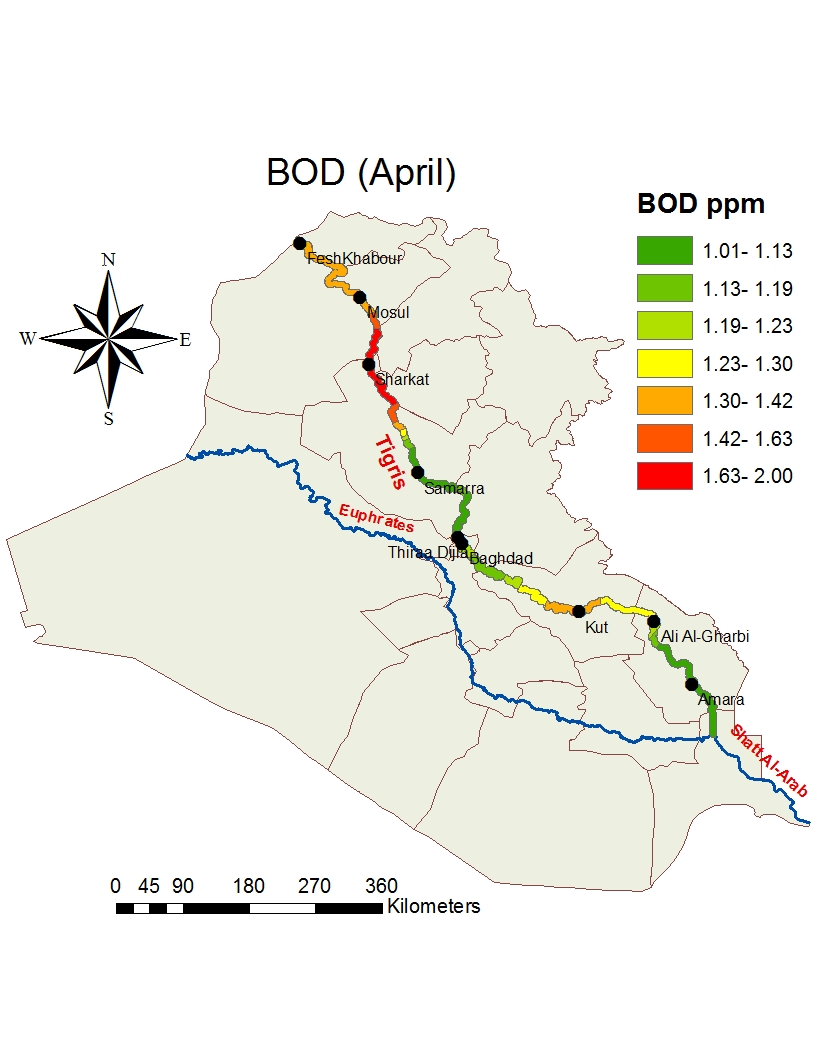 BOD (April)
BOD ppm
1.01- 1.13
1.13- 1.19
1.19- 1.23
1.23- 1.30
1.30- 1.42
1.42- 1.63
1.63- 2.00
N
W
E
S
FeshKhabour
Mosul
Sharkat
Tigris
Samarra
Euphrates
Thiraa Dijla
Baghdad
Kut
Ali Al-Gharbi
Amara
Shatt Al-Arab
0 45 90 180 270 360
Kilometers